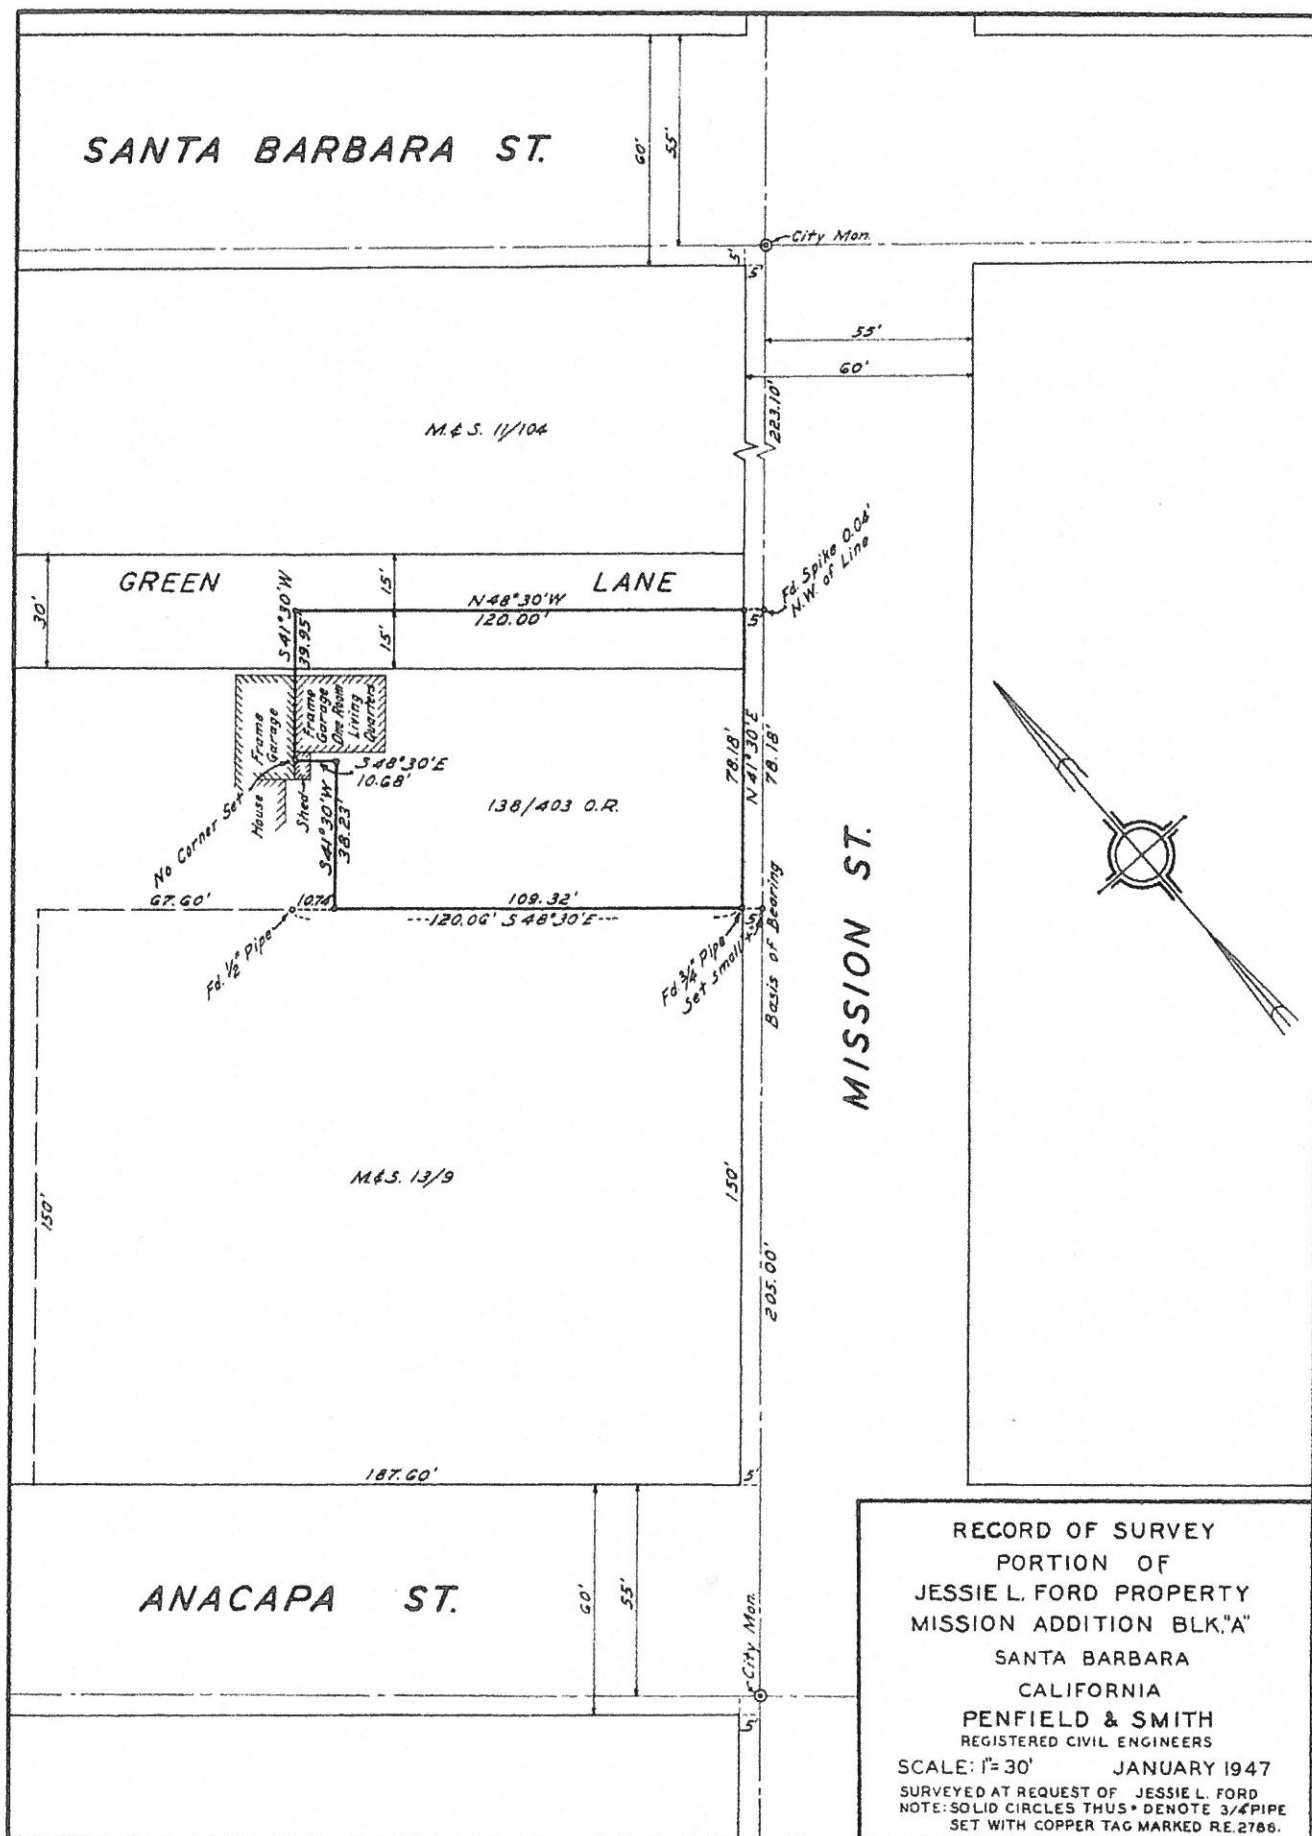 SANTA BARBARA ST.
60'
55'
City Mon.
5'
5'
55'
60'
223.10'
M.& S. 11/104
Fd. Spike 0.04'
N.W. of Line
GREEN LANE
30'
15'
15'
S 41°30'W
39.95'
N 48°30'W
120.00'
5'
Frame
Garage
Frame
Garage
One Room
Living
Quarters
S 48°30'E
10.68'
House
Shed
No Corner Set
S 41°30'W
38.23'
138/403 O.R.
78.18'
N 41°30'E
78.18'
MISSION ST.
67.60'
10.74'
109.32'
120.06' S 48°30'E
5'
Fd. 1/2" Pipe
Fd. 3/4" Pipe
Set Small +
Basis of Bearing
M.& S. 13/9
150'
150'
205.00'
187.60'
5'
ANACAPA ST.
60'
55'
City Mon.
5'
RECORD OF SURVEY
PORTION OF
JESSIE L. FORD PROPERTY
MISSION ADDITION BLK. "A"
SANTA BARBARA
CALIFORNIA
PENFIELD & SMITH
REGISTERED CIVIL ENGINEERS
SCALE: 1"= 30' JANUARY 1947
SURVEYED AT REQUEST OF JESSIE L. FORD
NOTE: SOLID CIRCLES THUS • DENOTE 3/4" PIPE
SET WITH COPPER TAG MARKED R.E. 2786.